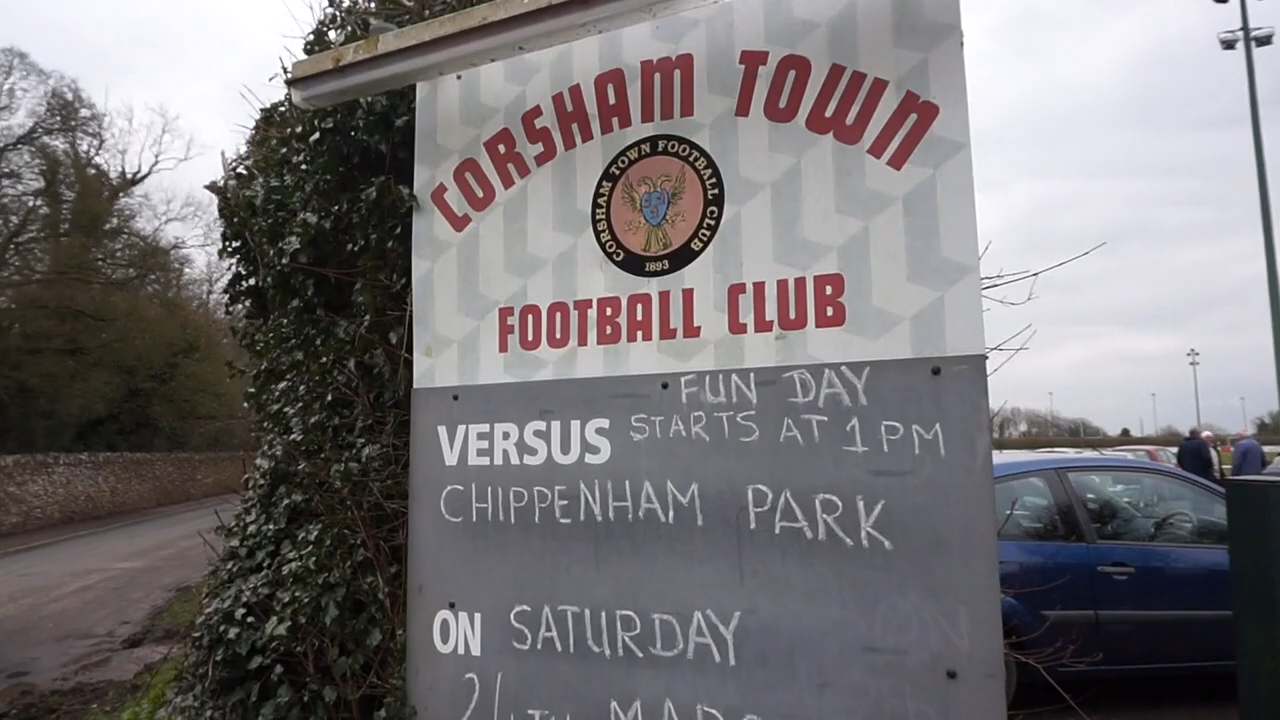 CORSHAM TOWN
CORSHAM TOWN FOOTBALL CLUB
1893
FOOTBALL CLUB
FUN DAY
VERSUS STARTS AT 1PM
CHIPPENHAM PARK
ON SATURDAY